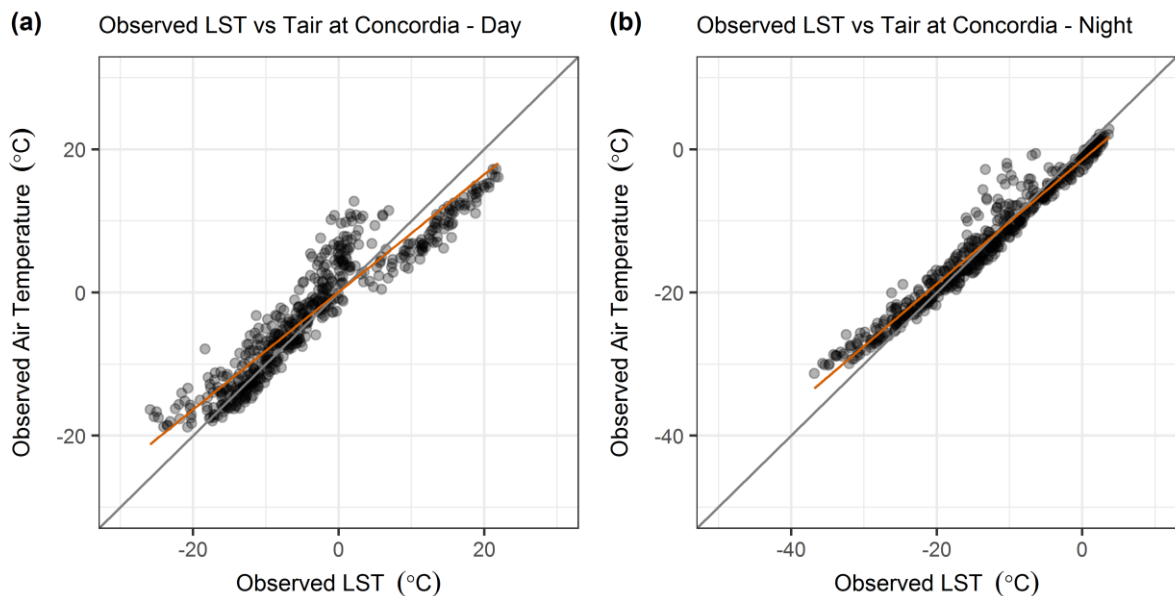 (a) Observed LST vs Tair at Concordia - Day
Observed Air Temperature (°C)
20
0
-20
-20 0 20
Observed LST (°C)
(b) Observed LST vs Tair at Concordia - Night
Observed Air Temperature (°C)
0
-20
-40
-40 -20 0
Observed LST (°C)